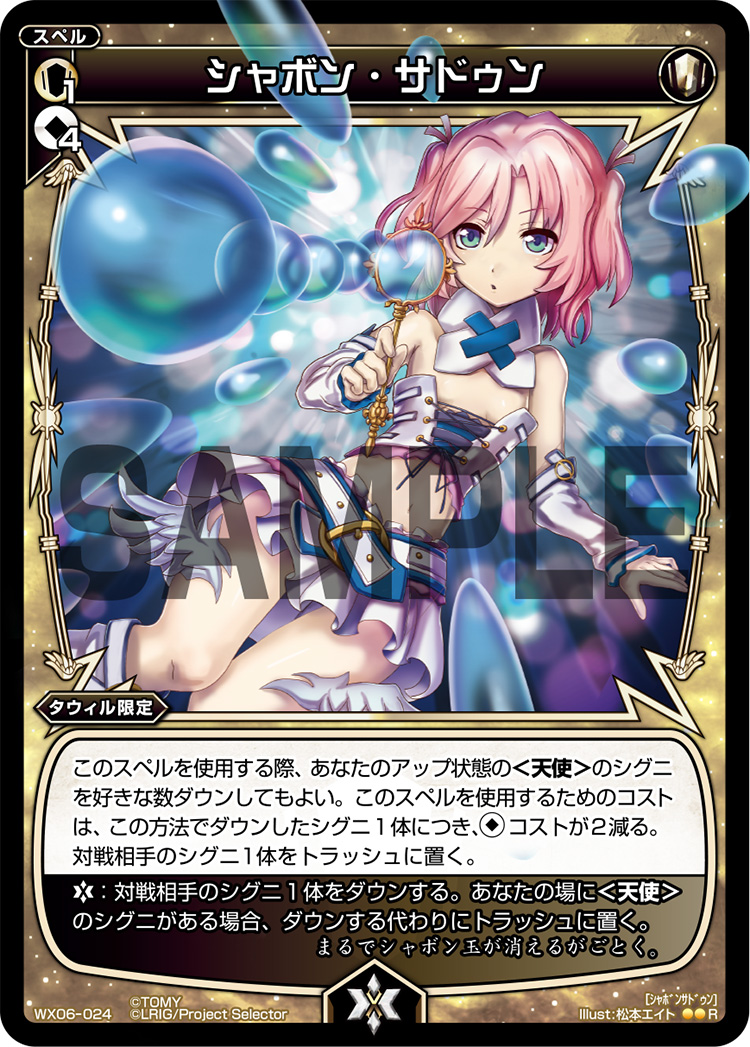 スペル
シャボン・サドゥン
1
4
SAMPLE
タウィル限定
このスペルを使用する際、あなたのアップ状態の<天使>のシグニ
を好きな数ダウンしてもよい。このスペルを使用するためのコスト
は、この方法でダウンしたシグニ1体につき、コストが2減る。
対戦相手のシグニ1体をトラッシュに置く。
：対戦相手のシグニ1体をダウンする。あなたの場に<天使>
のシグニがある場合、ダウンする代わりにトラッシュに置く。
まるでシャボン玉が消えるがごとく。
WX06-024
©TOMY
©LRIG/Project Selector
[シャボンサドゥン]
Illust:松本エイト
R